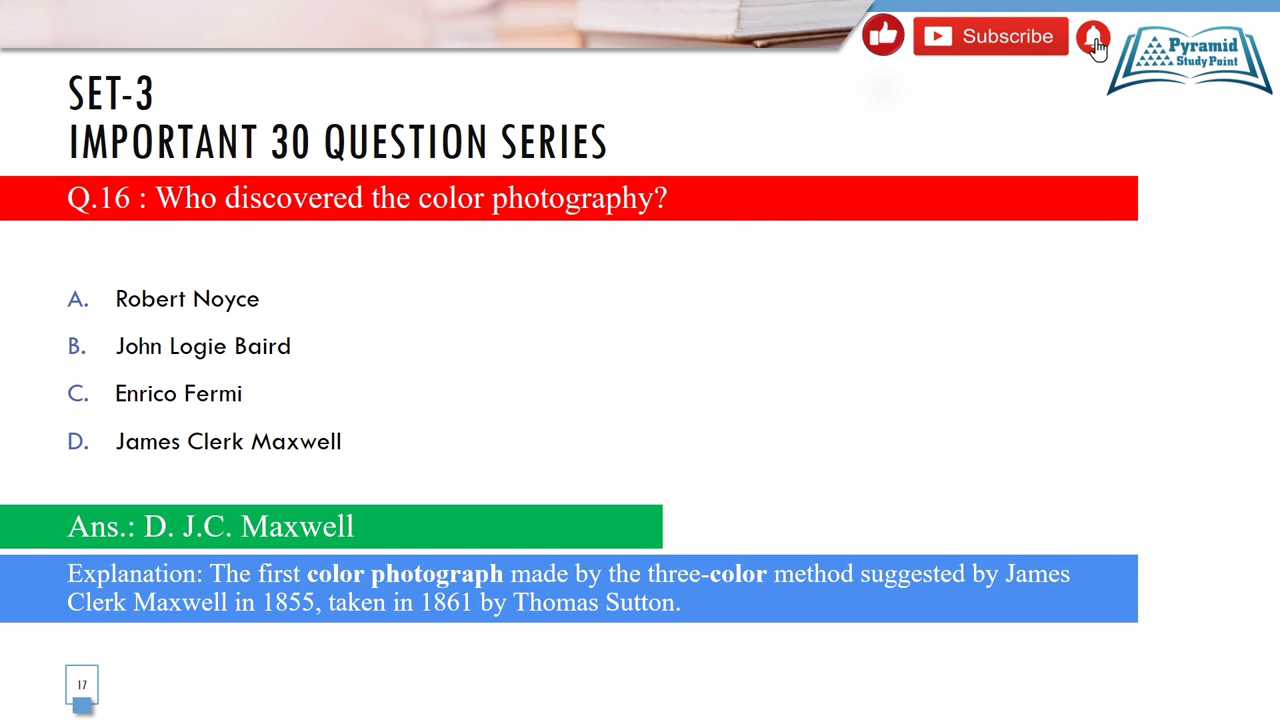 Subscribe
Pyramid
Study Point
SET-3
IMPORTANT 30 QUESTION SERIES
Q.16 : Who discovered the color photography?
A. Robert Noyce
B. John Logie Baird
C. Enrico Fermi
D. James Clerk Maxwell
Ans.: D. J.C. Maxwell
Explanation: The first color photograph made by the three-color method suggested by James
Clerk Maxwell in 1855, taken in 1861 by Thomas Sutton.
17